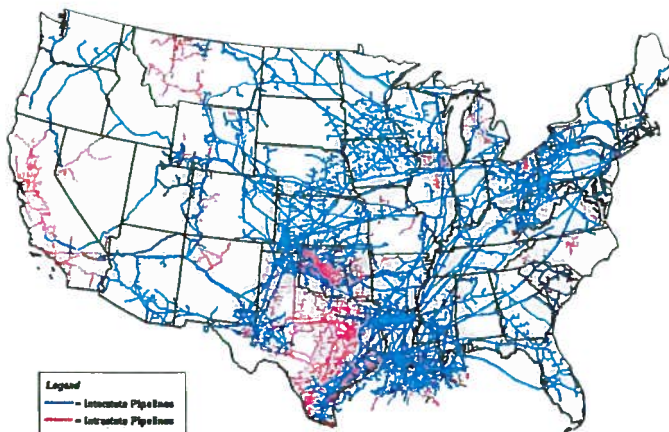 Legend
= Interstate Pipelines
= Intrastate Pipelines